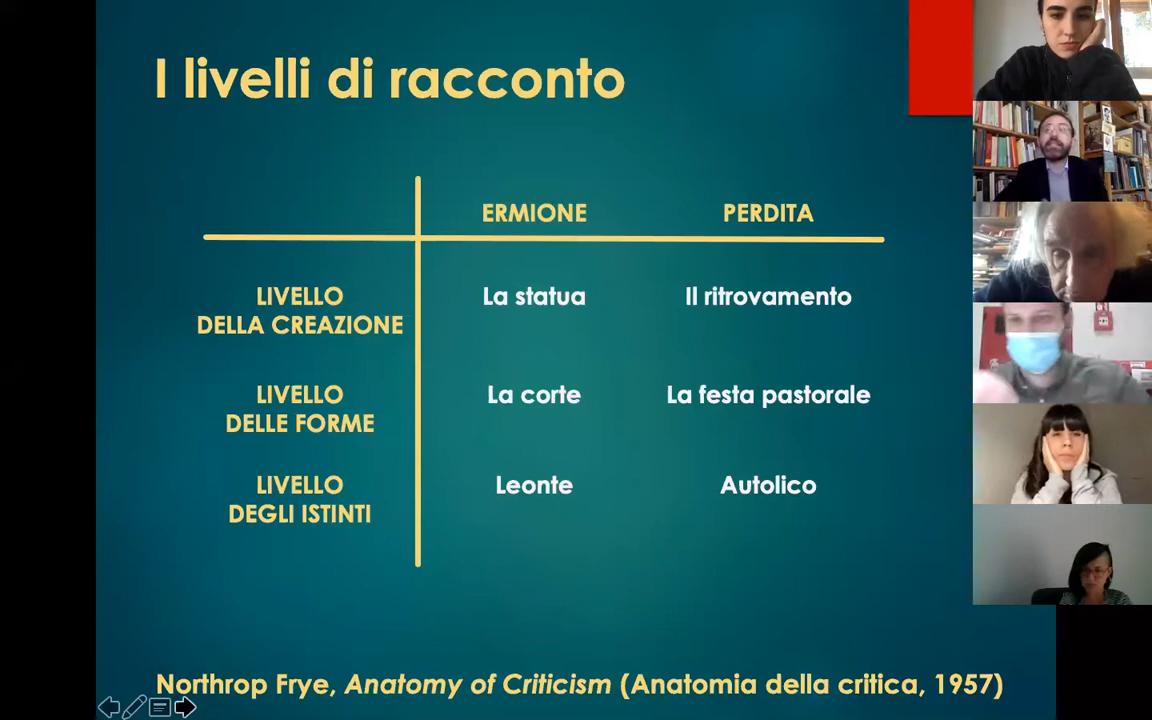 I livelli di racconto
ERMIONE PERDITA
LIVELLO
DELLA CREAZIONE
La statua Il ritrovamento
LIVELLO
DELLE FORME
La corte La festa pastorale
LIVELLO
DEGLI ISTINTI
Leonte Autolico
Northrop Frye, Anatomy of Criticism (Anatomia della critica, 1957)